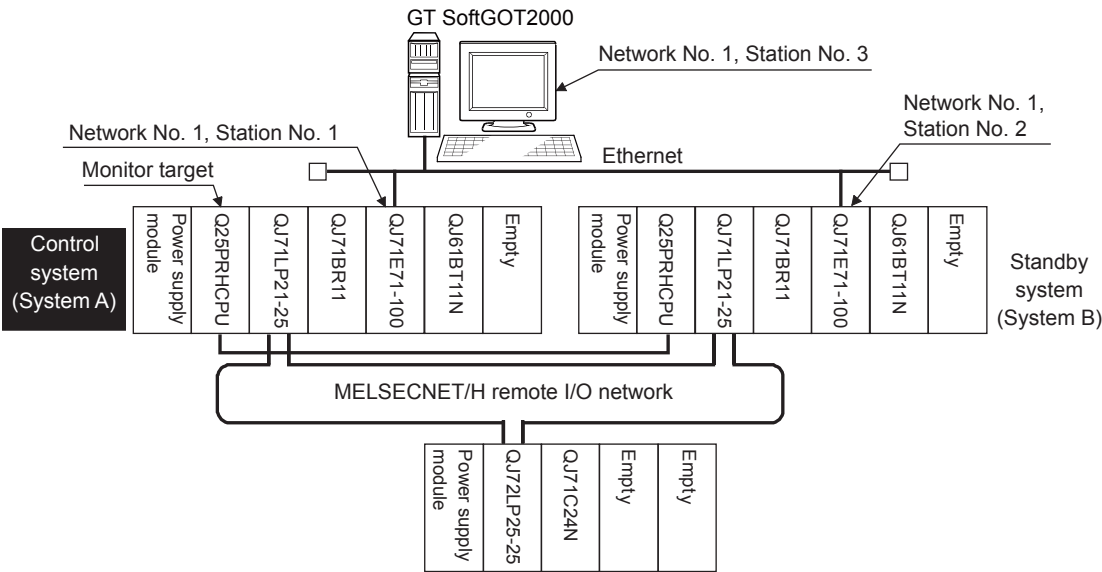 GT SoftGOT2000
Network No. 1, Station No. 3
Network No. 1,
Station No. 2
Network No. 1, Station No. 1
Ethernet
Monitor target
Control
system
(System A)
Power supply
module
Q25PRHCPU
QJ71LP21-25
QJ71BR11
QJ71E71-100
QJ61BT11N
Empty
Power supply
module
Q25PRHCPU
QJ71LP21-25
QJ71BR11
QJ71E71-100
QJ61BT11N
Empty
Standby
system
(System B)
MELSECNET/H remote I/O network
Power supply
module
QJ72LP25-25
QJ71C24N
Empty
Empty